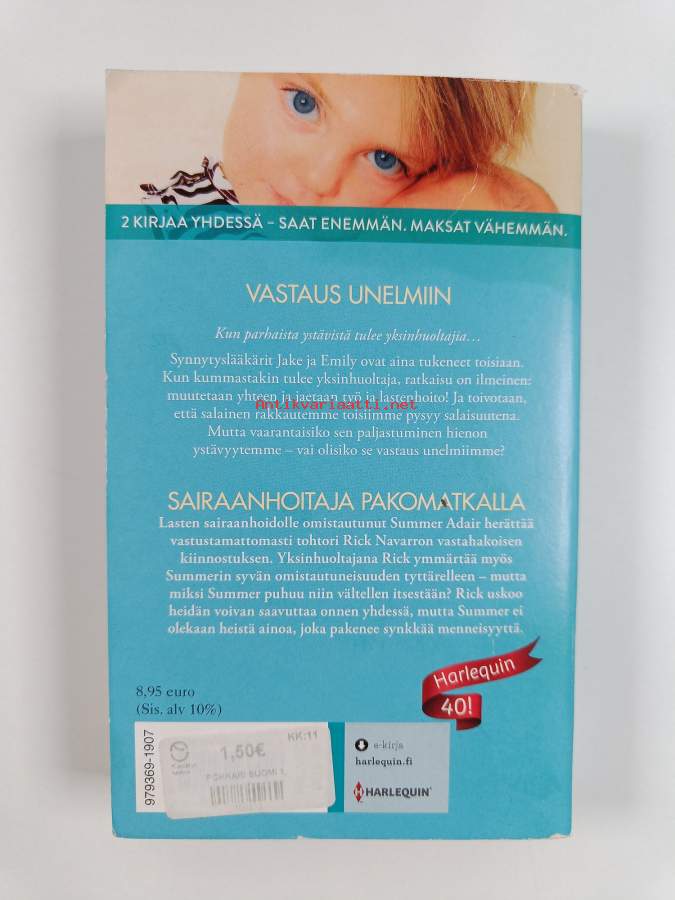 2 KIRJAA YHDESSÄ – SAAT ENEMMÄN. MAKSAT VÄHEMMÄN.
VASTAUS UNELMIIN
Kun parhaista ystävistä tulee yksinhuoltajia...
Synnytyslääkärit Jake ja Emily ovat aina tukeneet toisiaan.
Kun kummastakin tulee yksinhuoltaja, ratkaisu on ilmeinen:
muutetaan yhteen ja jaetaan työ ja lastenhoito! Ja toivotaan,
Antikvariaatti.net
että salainen rakkautemme toisiimme pysyy salaisuutena.
Mutta vaarantaisiko sen paljastuminen hienon
ystävyytemme – vai olisiko se vastaus unelmiimme?
SAIRAANHOITAJA PAKOMATKALLA
Lasten sairaanhoidolle omistautunut Summer Adair herättää
vastustamattomasti tohtori Rick Navarron vastahakoisen
kiinnostuksen. Yksinhuoltajana Rick ymmärtää myös
Summerin syvän omistautuneisuuden tyttärelleen – mutta
miksi Summer puhuu niin vältellen itsestään? Rick uskoo
heidän voivan saavuttaa onnen yhdessä, mutta Summer ei
olekaan heistä ainoa, joka pakenee synkkää menneisyyttä.
Harlequin
40!
8,95 euro
(Sis. alv 10%)
979369-1907
KK:11
1,50€
POKKARI SUOMI
e-kirja
harlequin.fi
HARLEQUIN